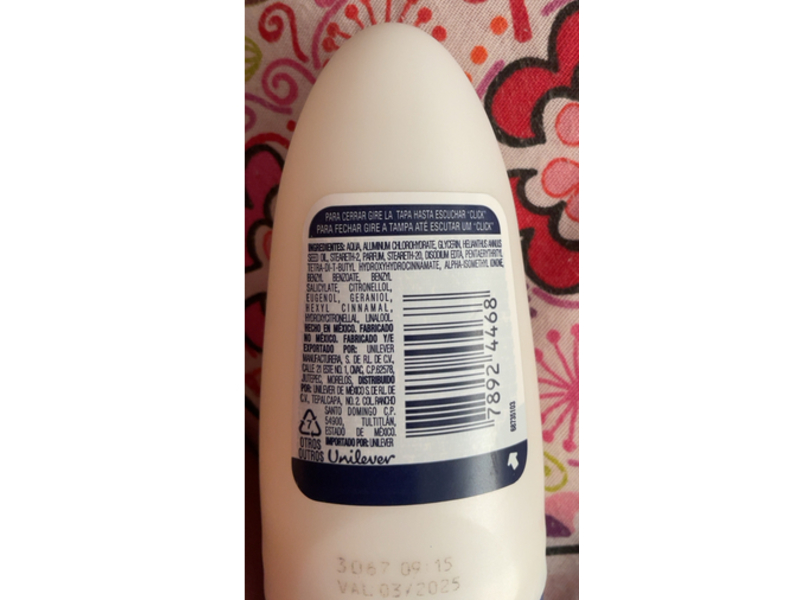 PARA CERRAR GIRE LA TAPA HASTA ESCUCHAR "CLICK"
PARA FECHAR GIRE A TAMPA ATÉ ESCUTAR UM "CLICK"
INGREDIENTES: AQUA, ALUMINUM CHLOROHYDRATE, GLYCERIN, HELIANTHUS ANNUUS
SEED OIL, STEARETH-2, PARFUM, STEARETH-20, DISODIUM EDTA, PENTAERYTHRITYL
TETRA-DI-T-BUTYL HYDROXYHYDROCINNAMATE, ALPHA-ISOMETHYL IONONE,
BENZYL BENZOATE, BENZYL
SALICYLATE, CITRONELLOL,
EUGENOL, GERANIOL,
HEXYL CINNAMAL,
HYDROXYCITRONELLAL, LINALOOL.
HECHO EN MÉXICO. FABRICADO
NO MÉXICO. FABRICADO Y/E
EXPORTADO POR: UNILEVER
MANUFACTURERA, S. DE R.L. DE C.V.,
CALLE 21 ESTE NO. 1, CIVAC, C.P. 62578,
JIUTEPEC, MORELOS, DISTRIBUIDO
POR: UNILEVER DE MÉXICO S. DE R.L. DE
C.V., TEPALCAPA, NO. 2. COL. RANCHO
SANTO DOMINGO C.P.
54900, TULTITLÁN,
ESTADO DE MÉXICO.
IMPORTADO POR: UNILEVER
7
OTROS
OUTROS
Unilever
7892 4468
68735103
3067 09:15
VAL 03/2025